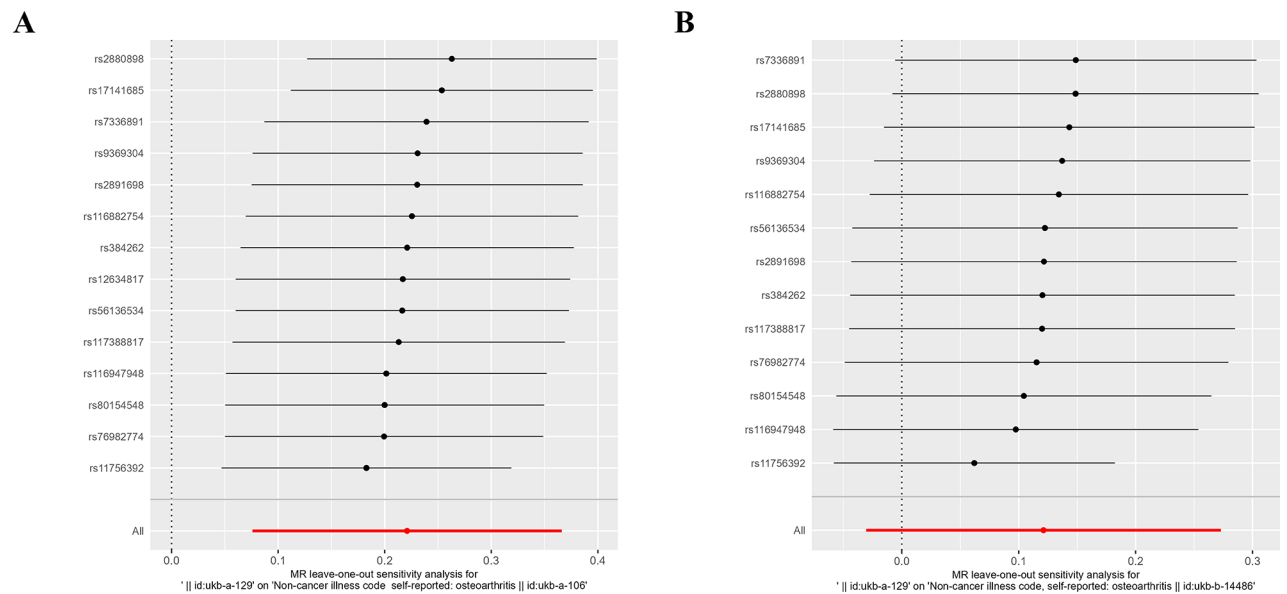 A
rs2880898
rs17141685
rs7336891
rs9369304
rs2891698
rs116882754
rs384262
rs12634817
rs56136534
rs117388817
rs116947948
rs80154548
rs76982774
rs11756392
All
0.0 0.1 0.2 0.3 0.4
MR leave-one-out sensitivity analysis for
' || id:ukb-a-129' on 'Non-cancer illness code  self-reported: osteoarthritis || id:ukb-a-106'
B
rs7336891
rs2880898
rs17141685
rs9369304
rs116882754
rs56136534
rs2891698
rs384262
rs117388817
rs76982774
rs80154548
rs116947948
rs11756392
All
0.0 0.1 0.2 0.3
MR leave-one-out sensitivity analysis for
' || id:ukb-a-129' on 'Non-cancer illness code, self-reported: osteoarthritis || id:ukb-b-14486'